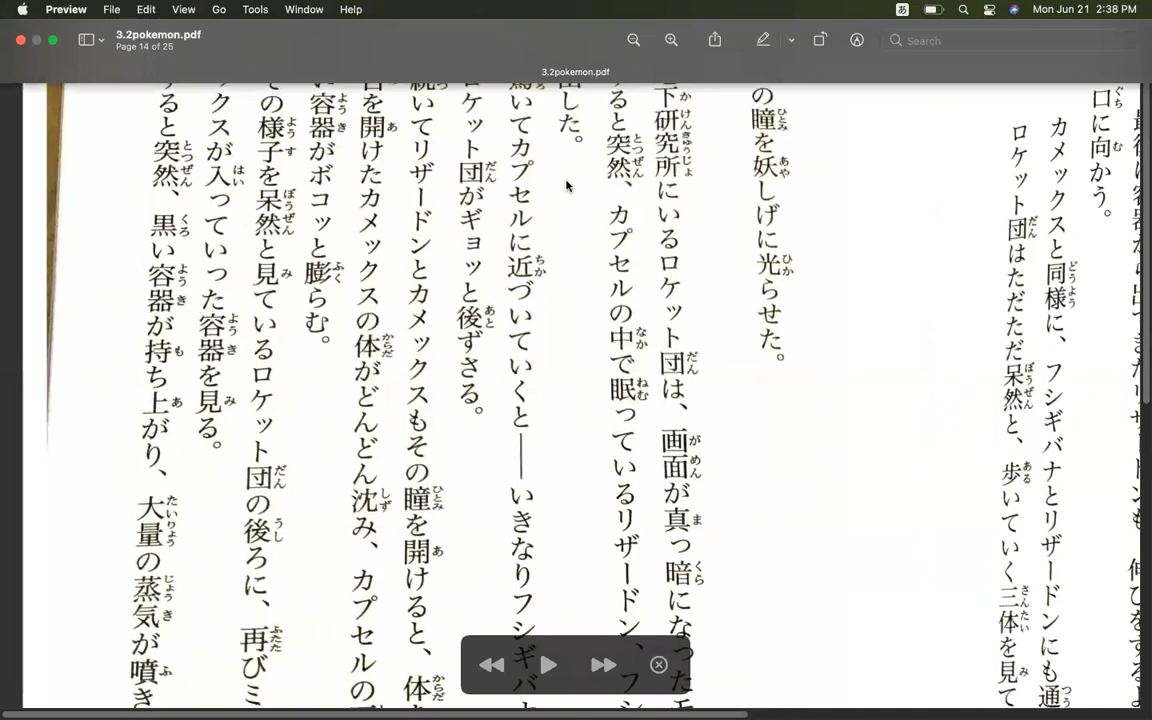 Preview File Edit View Go Tools Window Help あ Mon Jun 21 2:38 PM
3.2pokemon.pdf
Page 14 of 25
Search
3.2pokemon.pdf
口に向かう。
カメックスと同様に、フシギバナとリザードンにも通
ロケット団はただただ呆然と、歩いていく三体を見て
の瞳を妖しげに光らせた。
下研究所にいるロケット団は、画面が真っ暗になった
ると突然、カプセルの中で眠っているリザードン、フシ
出した。
驚いてカプセルに近づいていくと――いきなりフシギバ
ケット団がギョッと後ずさる。
続いてリザードンとカメックスもその瞳を開けると、体
を開けたカメックスの体がどんどん沈み、カプセルの
い容器がボコッと膨らむ。
その様子を呆然と見ているロケット団の後ろに、再びミ
ックスが入っていった容器を見る。
すると突然、黒い容器が持ち上がり、大量の蒸気が噴き